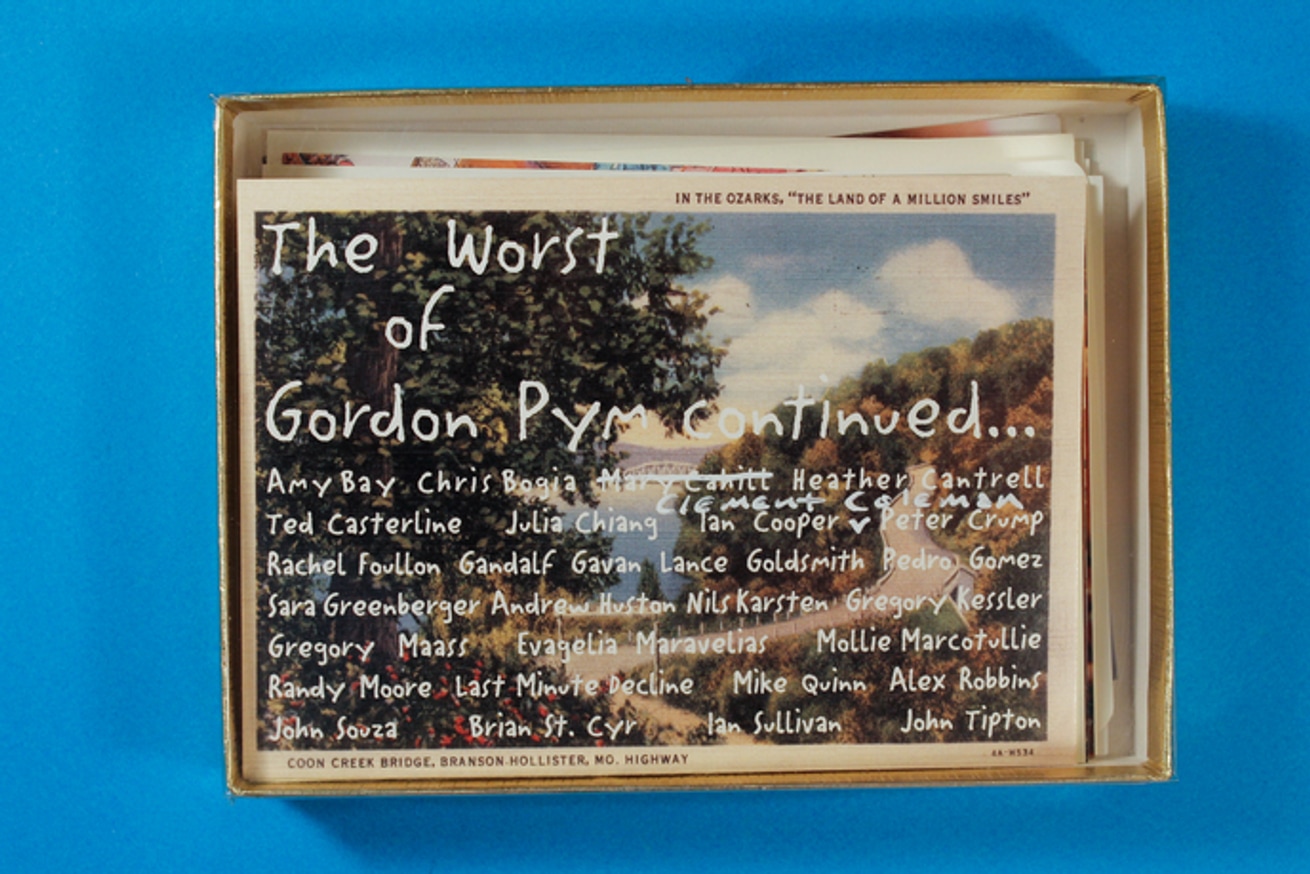 IN THE OZARKS, "THE LAND OF A MILLION SMILES"
The Worst
of
Gordon Pym continued...
Amy Bay Chris Bogia Mary Cahill Heather Cantrell
Clement Coleman
Ted Casterline Julia Chiang Ian Cooper Peter Crump
Rachel Foullon Gandalf Gavan Lance Goldsmith Pedro Gomez
Sara Greenberger Andrew Huston Nils Karsten Gregory Kessler
Gregory Maass Evagelia Maravelias Mollie Marcotullie
Randy Moore Last Minute Decline Mike Quinn Alex Robbins
John Souza Brian St. Cyr Ian Sullivan John Tipton
COON CREEK BRIDGE, BRANSON-HOLLISTER, MO. HIGHWAY
4A-H534